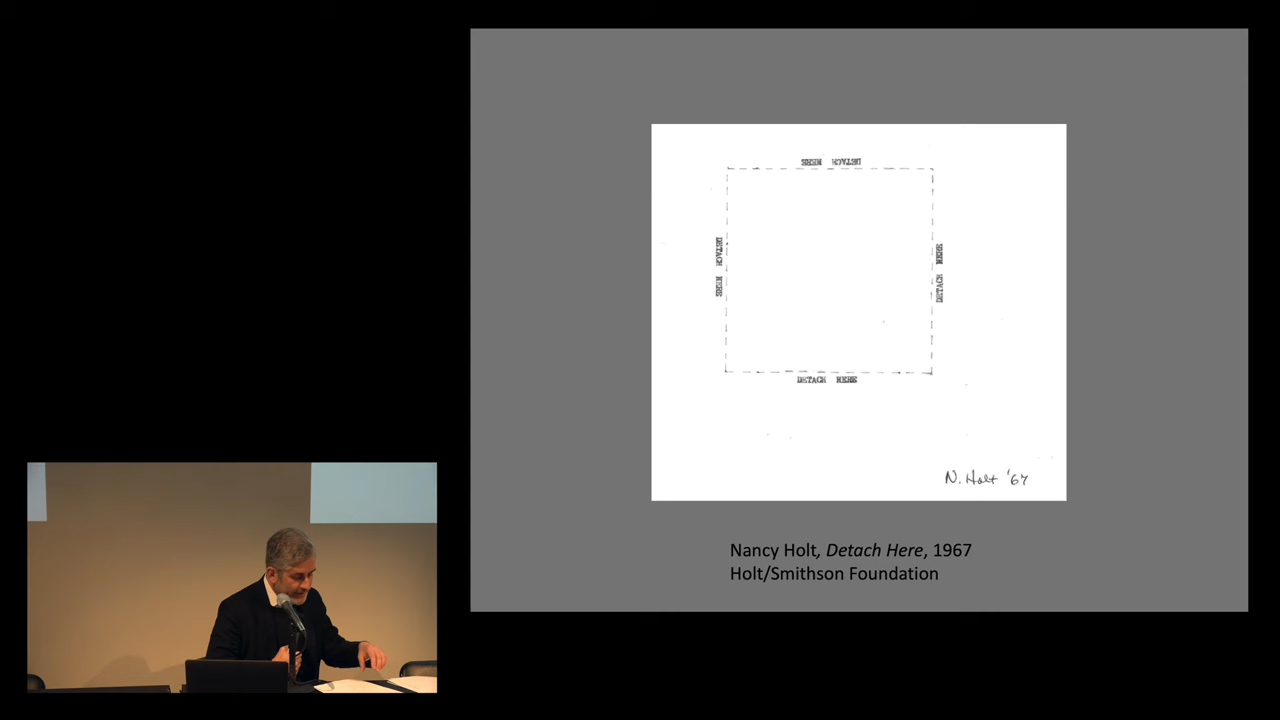 DETACH HERE
DETACH HERE
DETACH HERE
DETACH HERE
N. Holt '67
Nancy Holt, Detach Here, 1967
Holt/Smithson Foundation